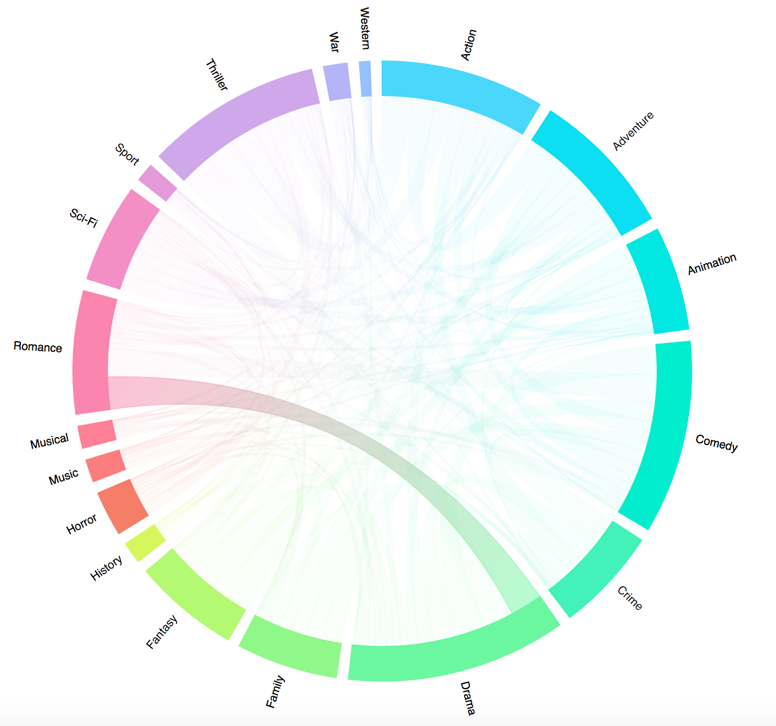 Action
Adventure
Animation
Comedy
Crime
Drama
Family
Fantasy
History
Horror
Music
Musical
Romance
Sci-Fi
Sport
Thriller
War
Western